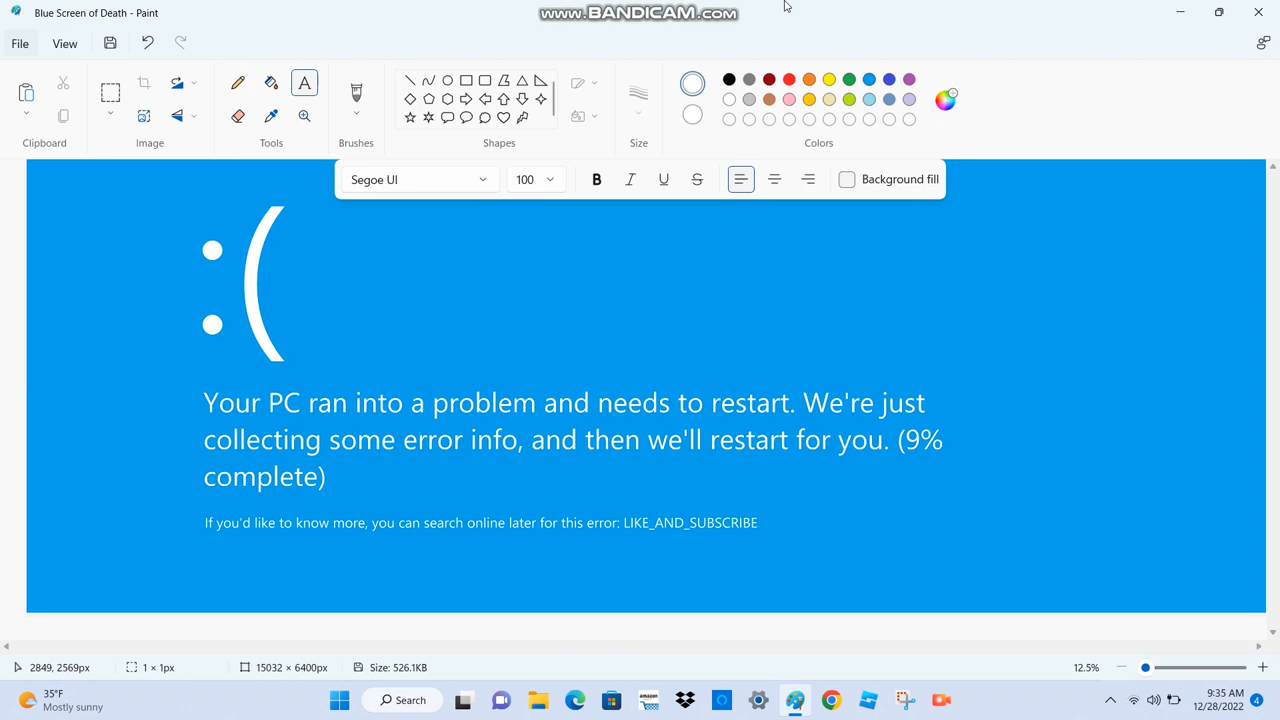 Blue Screen of Death - Paint
WWW.BANDICAM.COM
File
View
Clipboard
Image
A
Tools
Brushes
Shapes
Size
Colors
Segoe UI
100
B
I
U
S
Background fill
:(
Your PC ran into a problem and needs to restart. We're just
collecting some error info, and then we'll restart for you. (9%
complete)
If you'd like to know more, you can search online later for this error: LIKE_AND_SUBSCRIBE
2849, 2569px
1 × 1px
15032 × 6400px
Size: 526.1KB
12.5%
35°F
Mostly sunny
Search
amazon
9:35 AM
12/28/2022
4